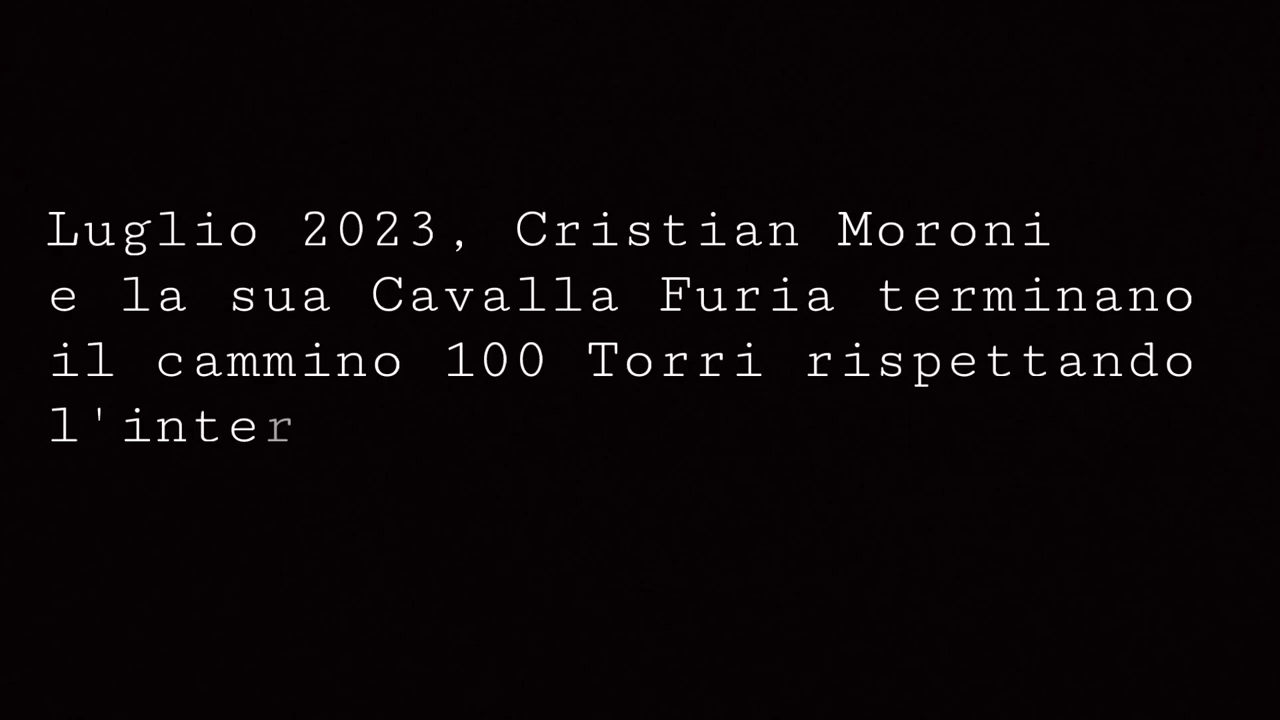 Luglio 2023, Cristian Moroni
e la sua Cavalla Furia terminano
il cammino 100 Torri rispettando
l'inter